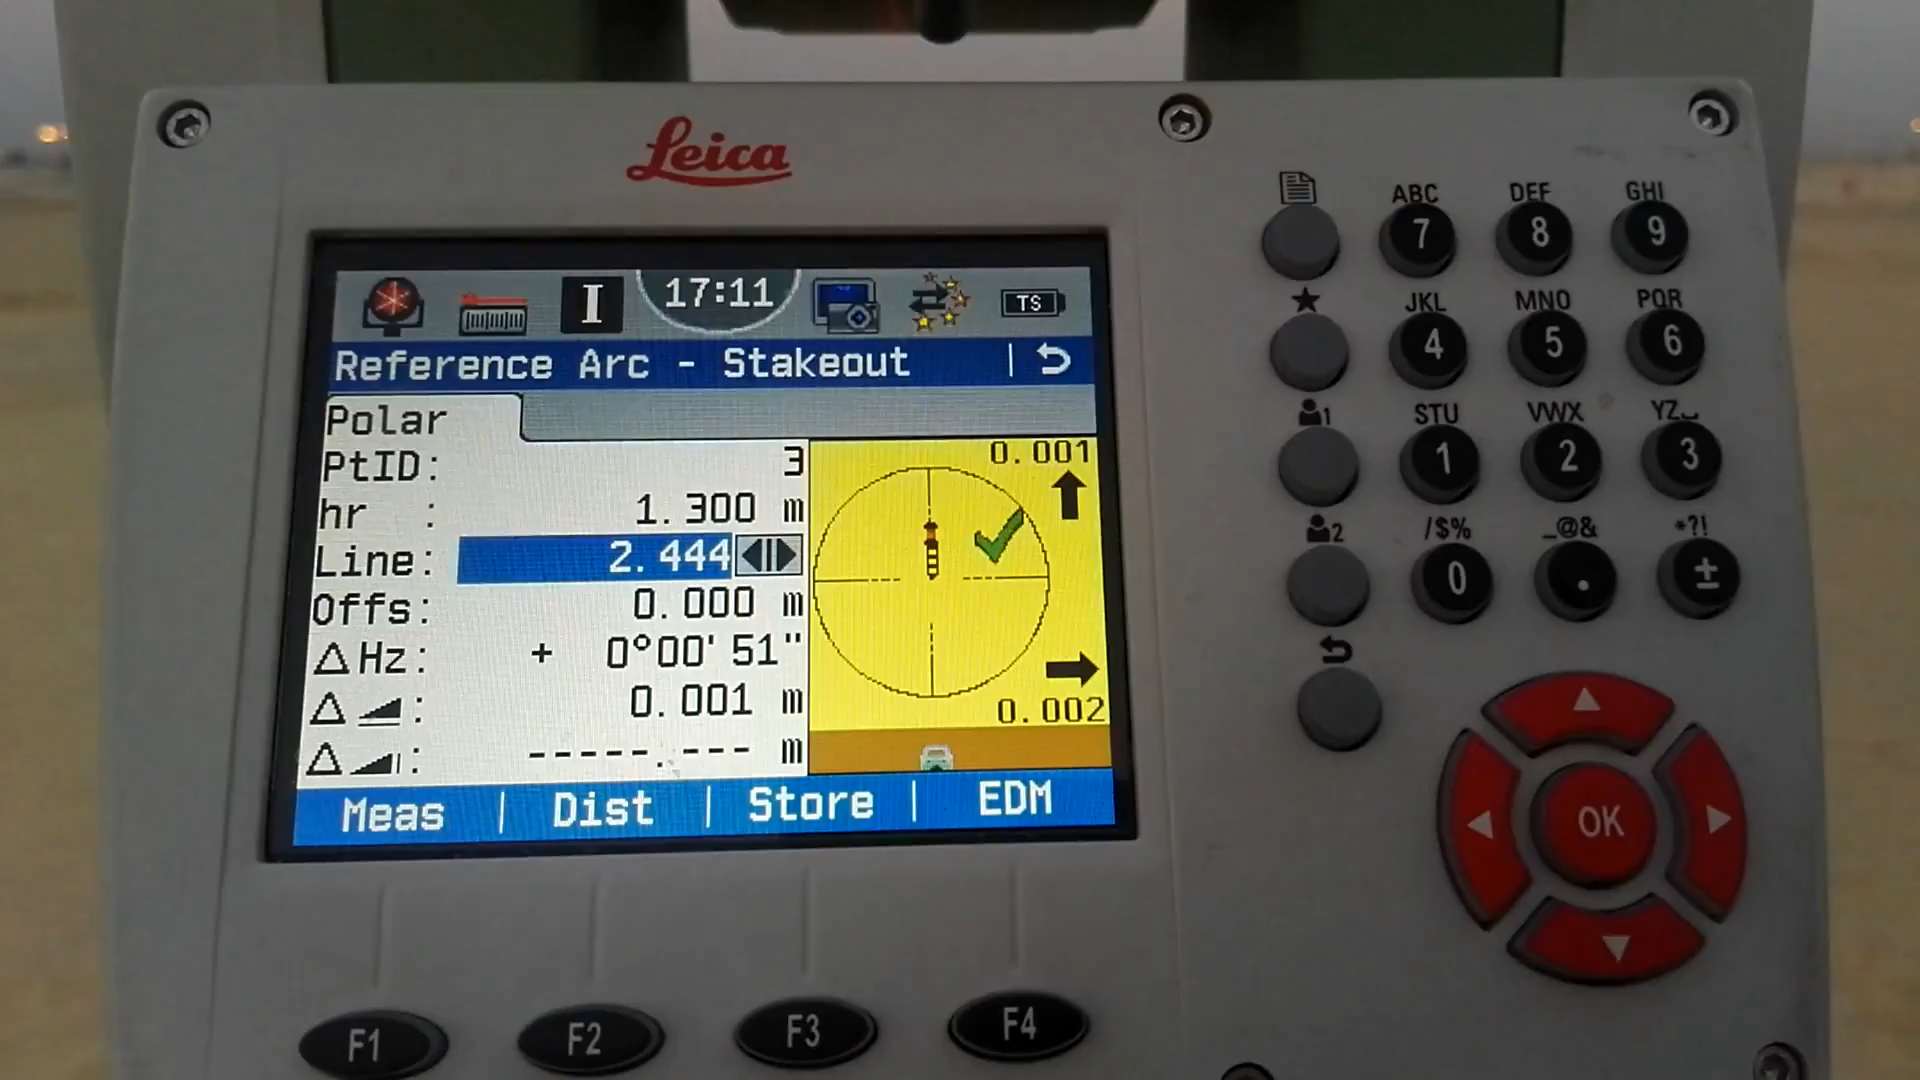 Leica
I 17:11 TS
Reference Arc - Stakeout
Polar
PtID: 3
hr : 1.300 m
Line: 2.444
Offs: 0.000 m
ΔHz: + 0°00'51"
Δ : 0.001 m
Δ : -----.--- m
0.001
0.002
Meas | Dist | Store | EDM
F1 F2 F3 F4
ABC DEF GHI
7 8 9
JKL MNO PQR
4 5 6
1 STU VWX YZ⎵
1 2 3
2 /$% _@& *?!
0 . ±
OK